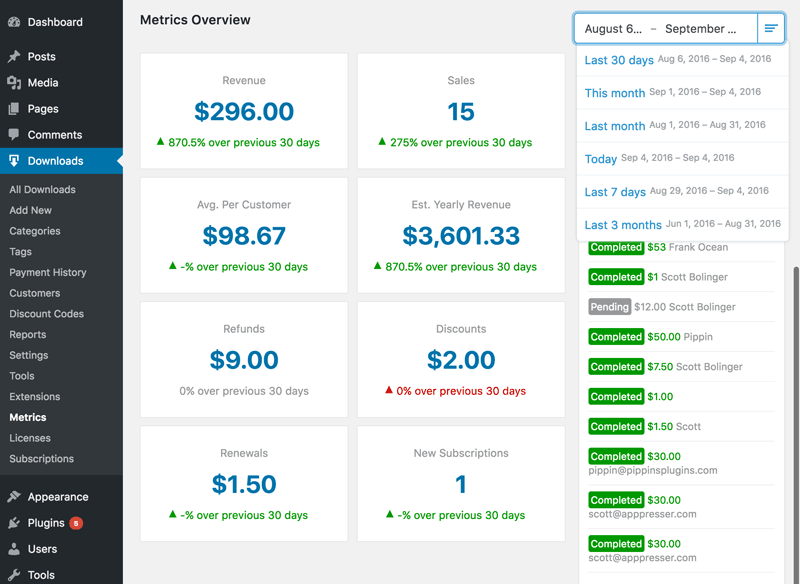 Dashboard
Posts
Media
Pages
Comments
Downloads
All Downloads
Add New
Categories
Tags
Payment History
Customers
Discount Codes
Reports
Settings
Tools
Extensions
Metrics
Licenses
Subscriptions
Appearance
Plugins 6
Users
Tools
Metrics Overview
Revenue
$296.00
870.5% over previous 30 days
Sales
15
275% over previous 30 days
Avg. Per Customer
$98.67
-% over previous 30 days
Est. Yearly Revenue
$3,601.33
870.5% over previous 30 days
Refunds
$9.00
0% over previous 30 days
Discounts
$2.00
0% over previous 30 days
Renewals
$1.50
-% over previous 30 days
New Subscriptions
1
-% over previous 30 days
August 6... – September ...
Last 30 days Aug 6, 2016 – Sep 4, 2016
This month Sep 1, 2016 – Sep 4, 2016
Last month Aug 1, 2016 – Aug 31, 2016
Today Sep 4, 2016 – Sep 4, 2016
Last 7 days Aug 29, 2016 – Sep 4, 2016
Last 3 months Jun 1, 2016 – Aug 31, 2016
Completed $53 Frank Ocean
Completed $1 Scott Bolinger
Pending $12.00 Scott Bolinger
Completed $50.00 Pippin
Completed $7.50 Scott Bolinger
Completed $1.00
Completed $1.50 Scott
Completed $30.00
pippin@pippinsplugins.com
Completed $30.00
scott@apppresser.com
Completed $30.00
scott@apppresser.com